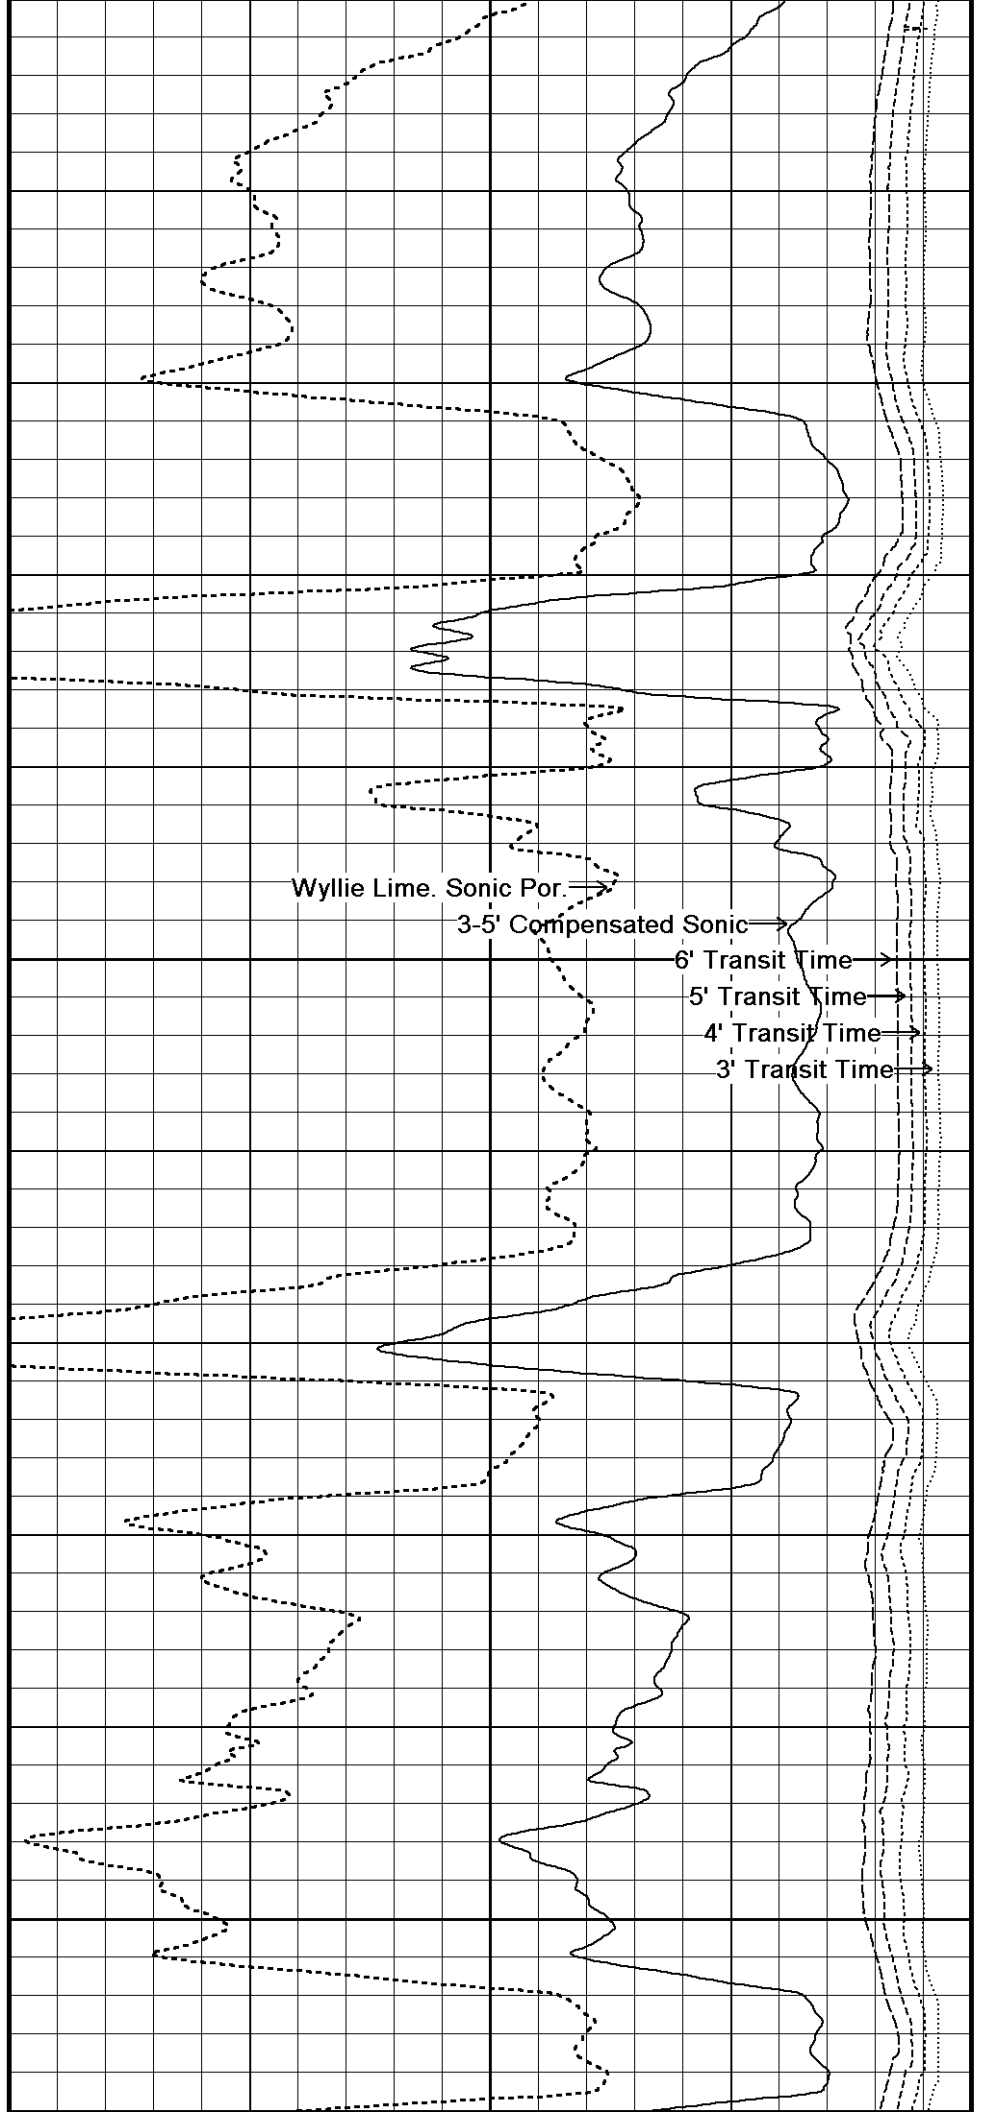 Wyllie Lime. Sonic Por.
3-5' Compensated Sonic
6' Transit Time
5' Transit Time
4' Transit Time
3' Transit Time